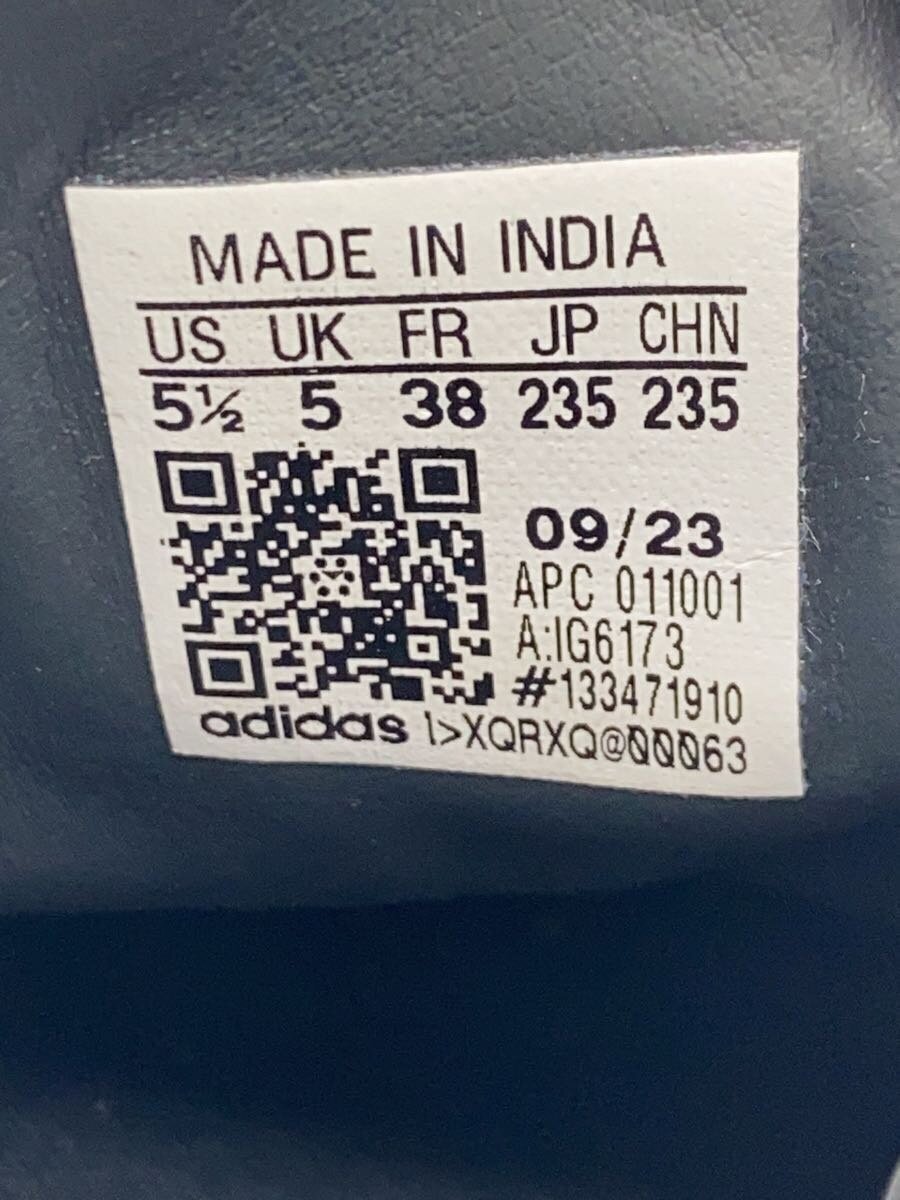 MADE IN INDIA
US UK FR JP CHN
5½ 5 38 235 235
09/23
APC 011001
A:IG6173
#133471910
adidas I>XQRXQ@00063